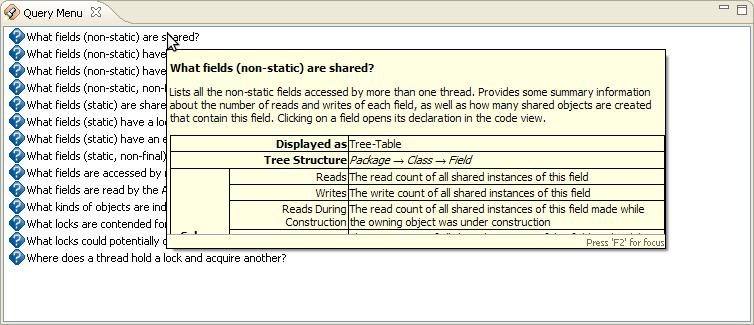 Query Menu
What fields (non-static) are shared?
What fields (non-static) have
What fields (non-static) have
What fields (non-static, non-
What fields (static) are share
What fields (static) have a loc
What fields (static) have an e
What fields (static, non-final)
What fields are accessed by
What fields are read by the A
What kinds of objects are ind
What locks are contended for
What locks could potentially
Where does a thread hold a lock and acquire another?
What fields (non-static) are shared?
Lists all the non-static fields accessed by more than one thread. Provides some summary information
about the number of reads and writes of each field, as well as how many shared objects are created
that contain this field. Clicking on a field opens its declaration in the code view.
Displayed as Tree-Table
Tree Structure Package → Class → Field
Reads The read count of all shared instances of this field
Writes The write count of all shared instances of this field
Reads During The read count of all shared instances of this field made while
Construction the owning object was under construction
Press 'F2' for focus